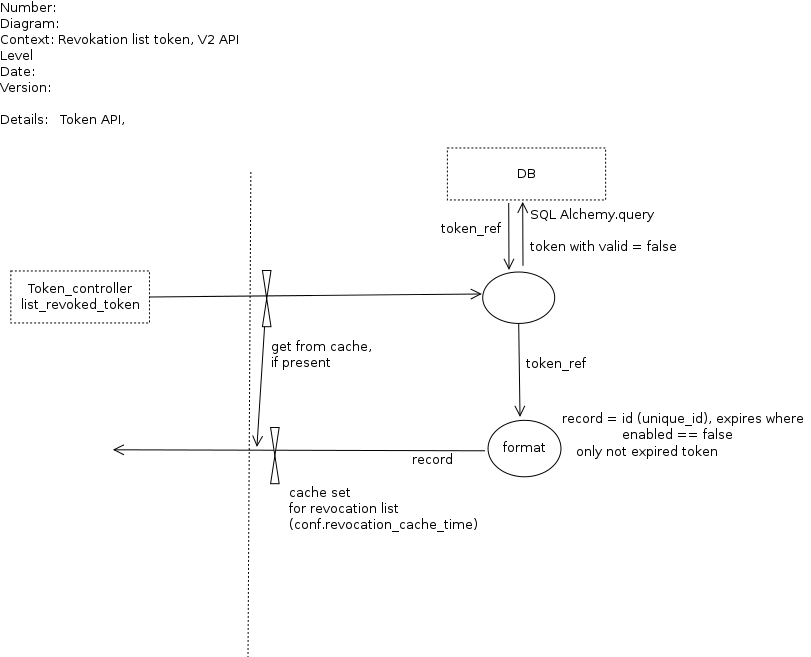 Number:
Diagram:
Context: Revokation list token, V2 API
Level
Date:
Version:
Details: Token API,
DB
SQL Alchemy.query
token_ref
token with valid = false
Token_controller
list_revoked_token
get from cache,
if present
token_ref
record = id (unique_id), expires where
enabled == false
only not expired token
format
record
cache set
for revocation list
(conf.revocation_cache_time)